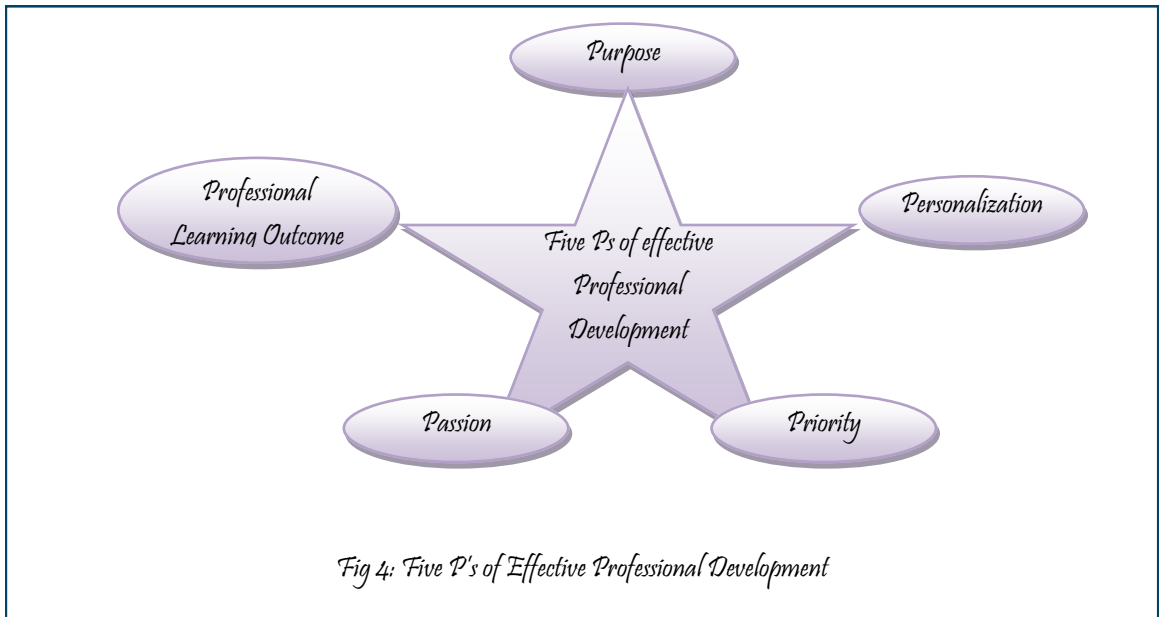 Purpose
Professional
Learning Outcome
Personalization
Five Ps of effective
Professional
Development
Passion
Priority
Fig 4: Five P's of Effective Professional Development